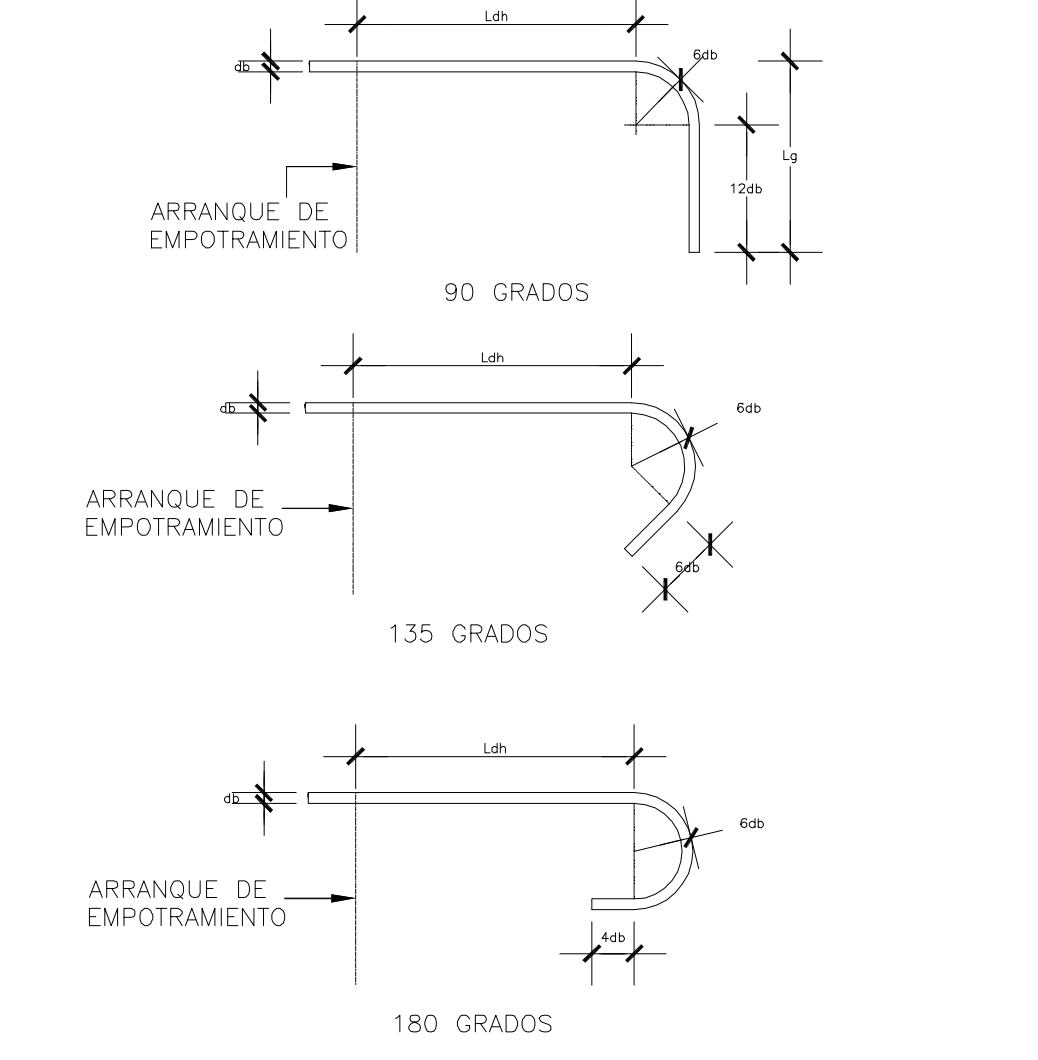 Ldh
db
6db
Lg
12db
ARRANQUE DE
EMPOTRAMIENTO
90 GRADOS
Ldh
db
6db
ARRANQUE DE
EMPOTRAMIENTO
6db
135 GRADOS
Ldh
db
6db
ARRANQUE DE
EMPOTRAMIENTO
4db
180 GRADOS